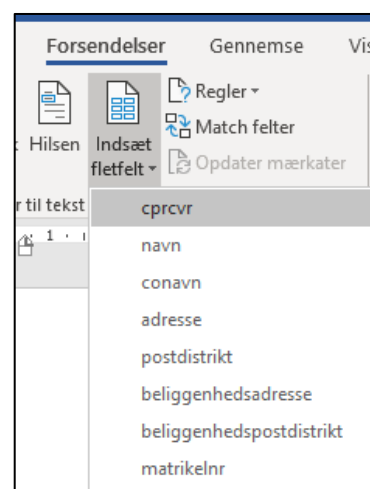 Forsendelser Gennemse
Regler
Hilsen Indsæt Match felter
fletfelt Opdater mærkater
til tekst
1
cprcvr
navn
conavn
adresse
postdistrikt
beliggenhedsadresse
beliggenhedspostdistrikt
matrikelnr